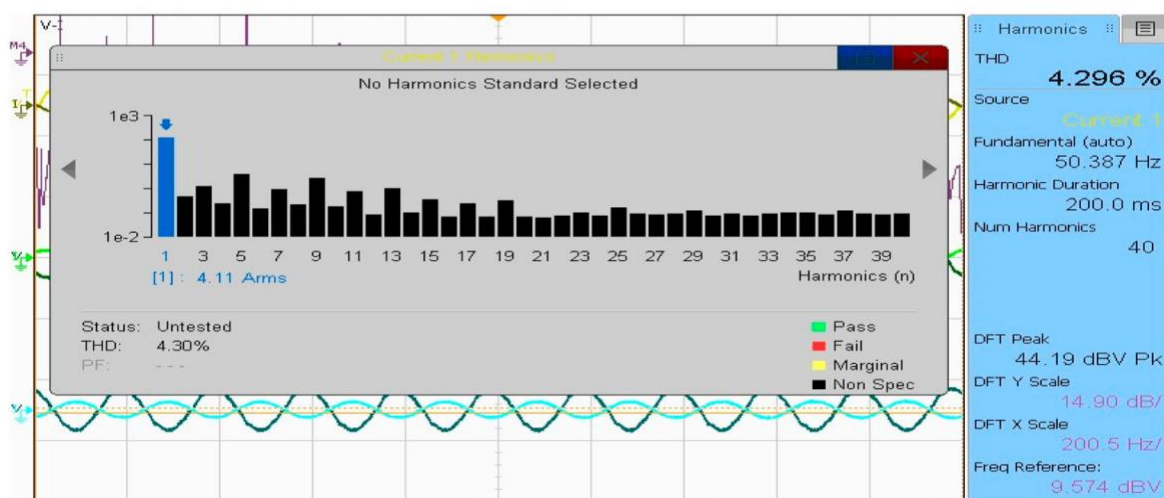 V-I
M4
T
I
Current 1 Harmonics
No Harmonics Standard Selected
1e3
1e-2
1 3 5 7 9 11 13 15 17 19 21 23 25 27 29 31 33 35 37 39
[1] : 4.11 Arms
Harmonics (n)
Status: Untested
THD: 4.30%
PF: ---
Pass
Fail
Marginal
Non Spec
Harmonics
THD
4.296 %
Source
Current 1
Fundamental (auto)
50.387 Hz
Harmonic Duration
200.0 ms
Num Harmonics
40
DFT Peak
44.19 dBV Pk
DFT Y Scale
14.90 dB/
DFT X Scale
200.5 Hz/
Freq Reference:
9.574 dBV